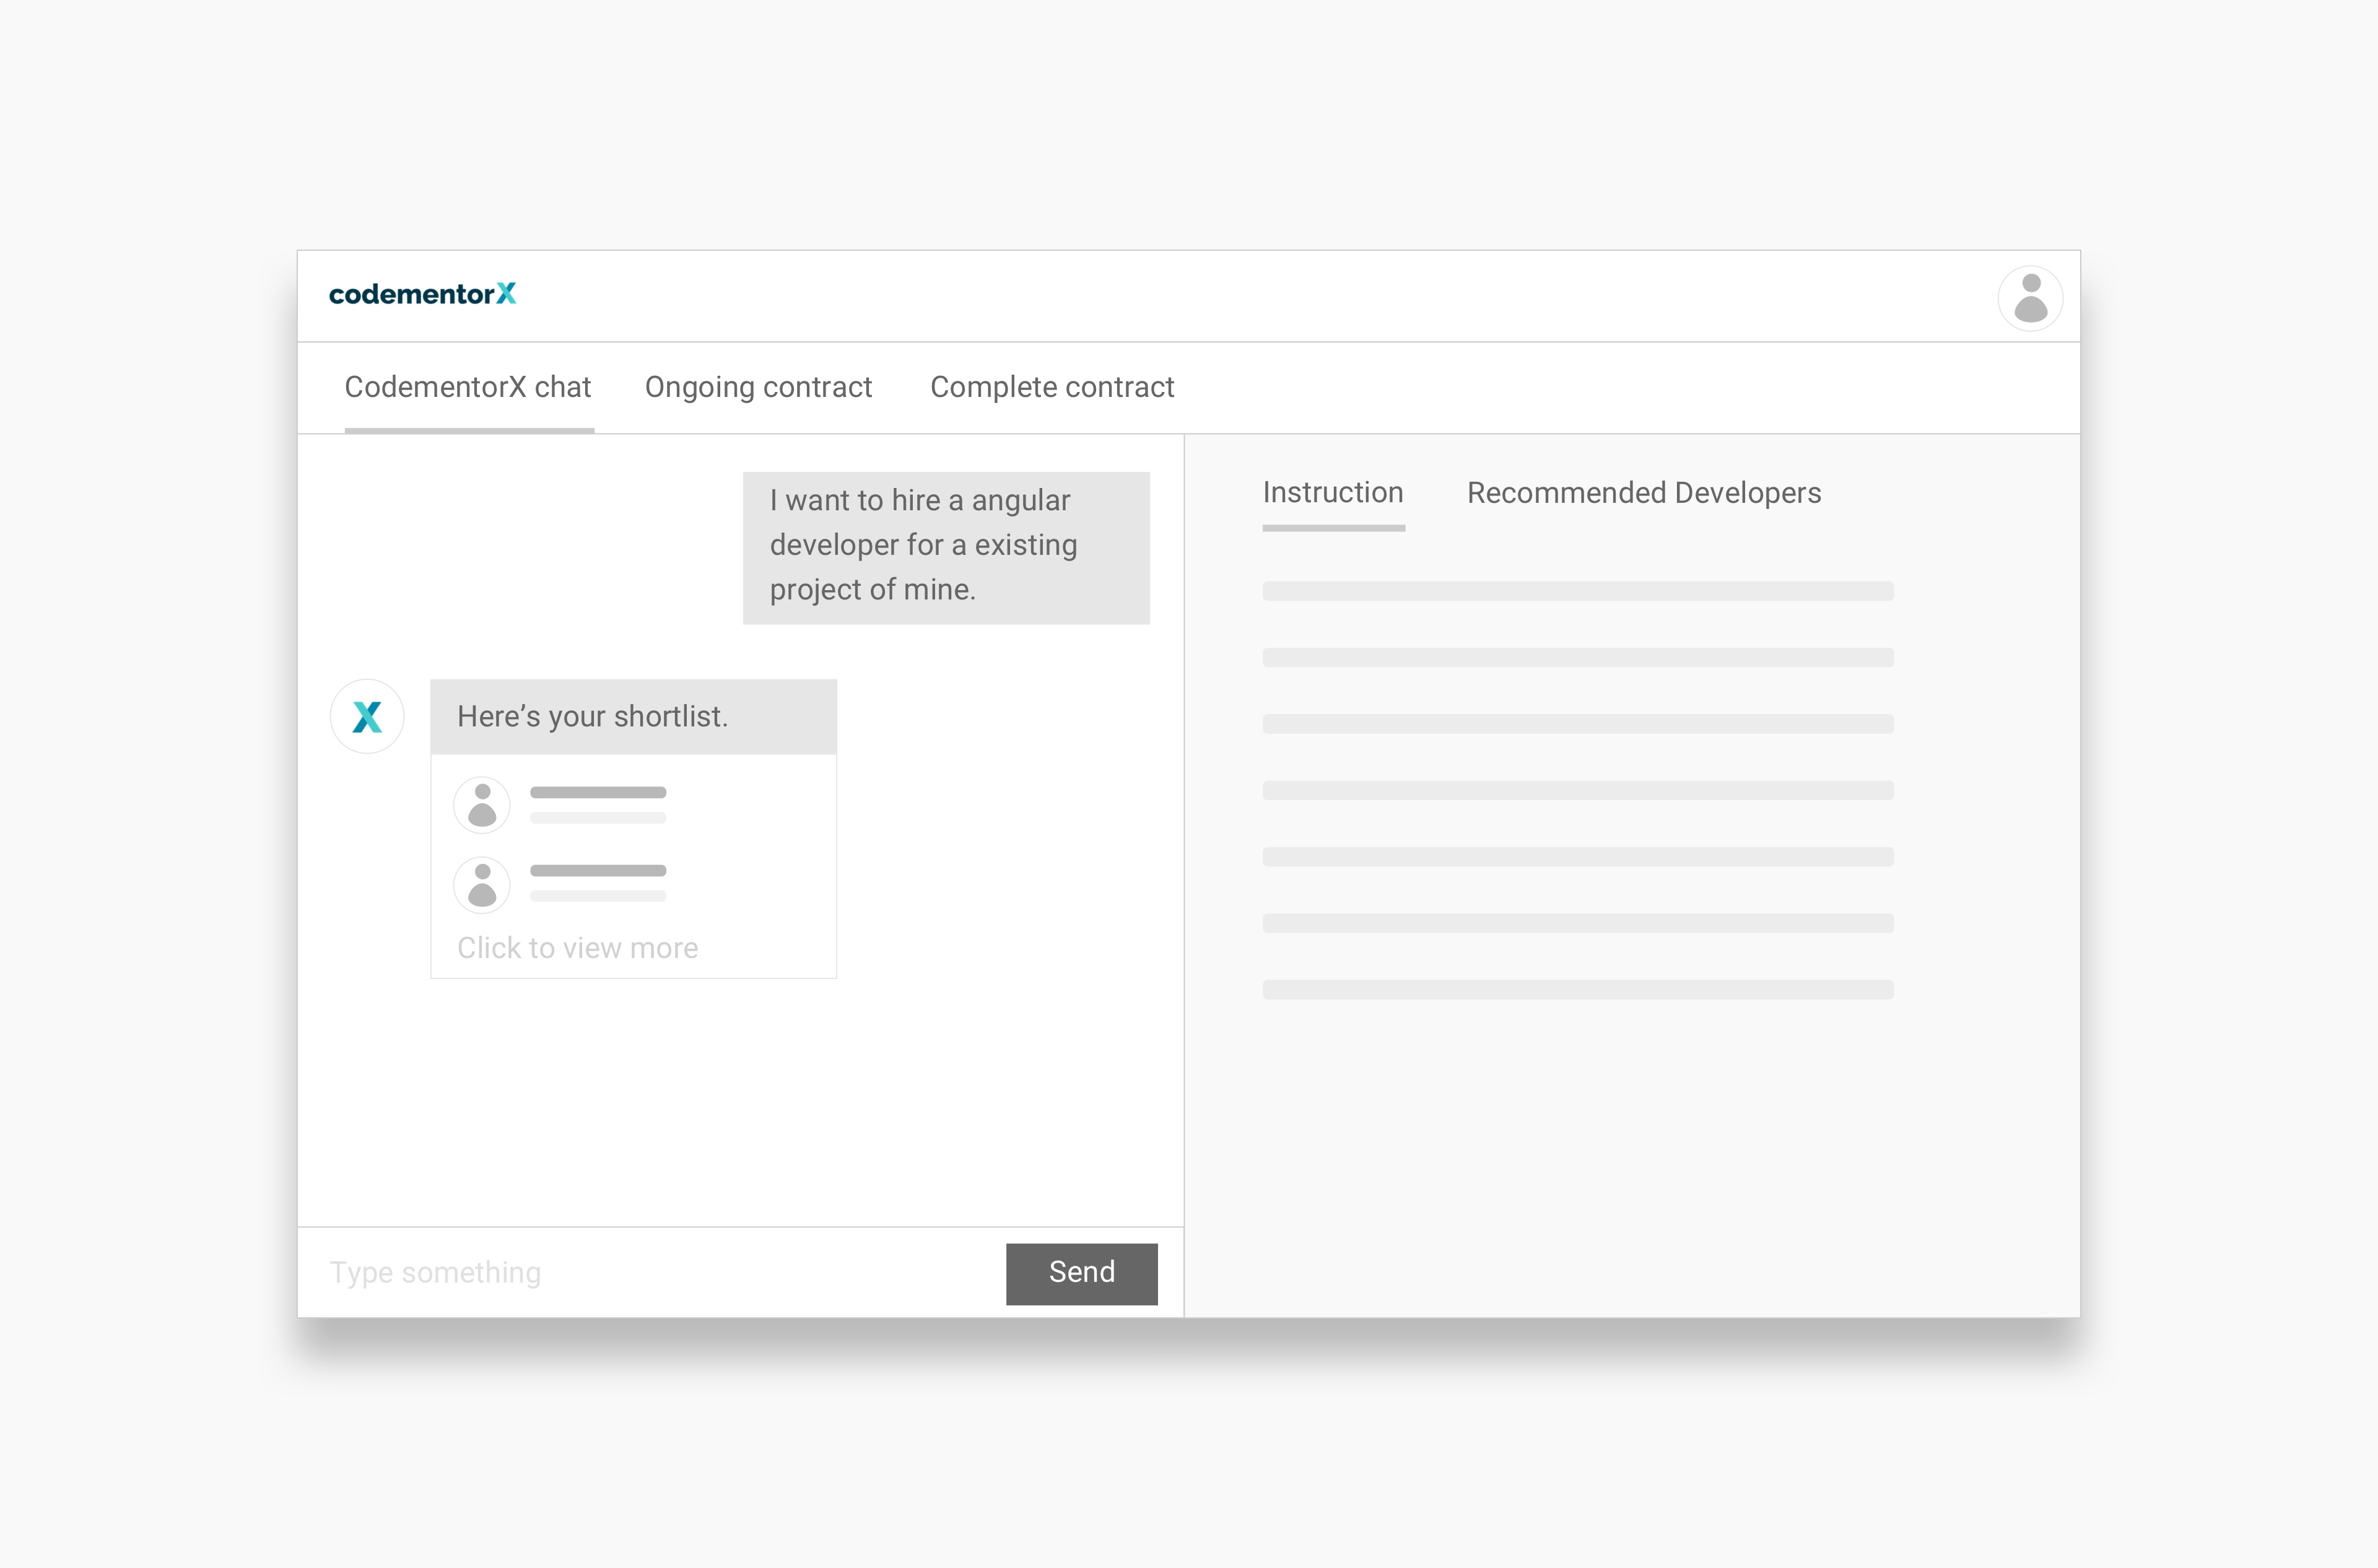 codementorX
CodementorX chat
Ongoing contract
Complete contract
I want to hire a angular
developer for a existing
project of mine.
X
Here’s your shortlist.
Click to view more
Type something
Send
Instruction
Recommended Developers